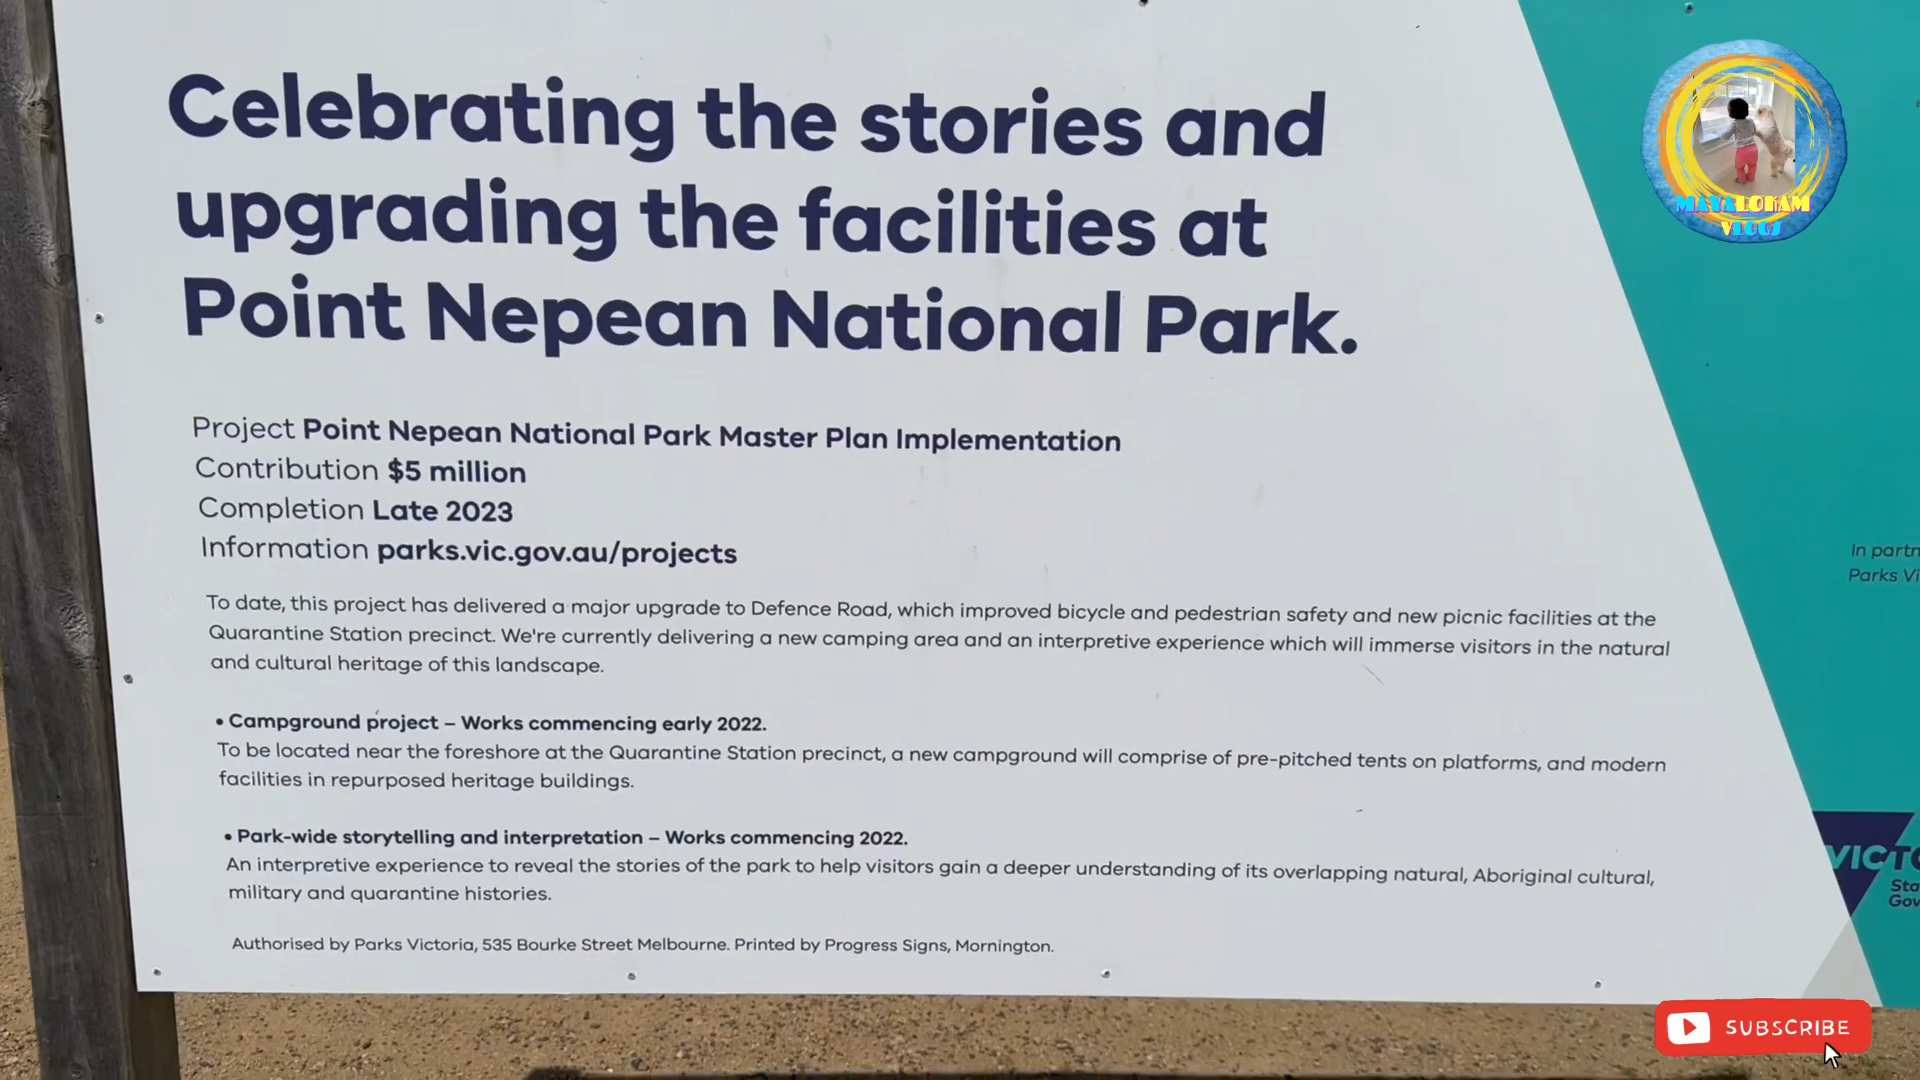 Celebrating the stories and
upgrading the facilities at
Point Nepean National Park.
Project Point Nepean National Park Master Plan Implementation
Contribution $5 million
Completion Late 2023
Information parks.vic.gov.au/projects
To date, this project has delivered a major upgrade to Defence Road, which improved bicycle and pedestrian safety and new picnic facilities at the
Quarantine Station precinct. We're currently delivering a new camping area and an interpretive experience which will immerse visitors in the natural
and cultural heritage of this landscape.
• Campground project – Works commencing early 2022.
To be located near the foreshore at the Quarantine Station precinct, a new campground will comprise of pre-pitched tents on platforms, and modern
facilities in repurposed heritage buildings.
• Park-wide storytelling and interpretation – Works commencing 2022.
An interpretive experience to reveal the stories of the park to help visitors gain a deeper understanding of its overlapping natural, Aboriginal cultural,
military and quarantine histories.
Authorised by Parks Victoria, 535 Bourke Street Melbourne. Printed by Progress Signs, Mornington.
MAYALOKAM
VLOGS
In partn
Parks Vi
VICTO
Sta
Gov
SUBSCRIBE